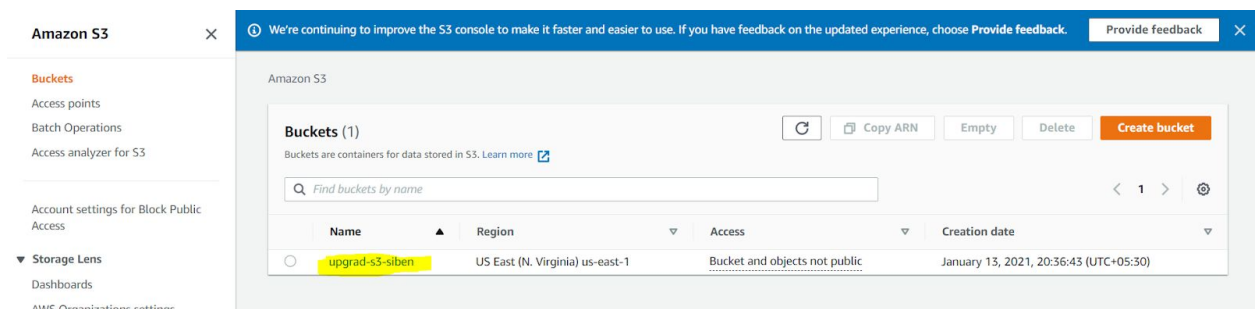 Amazon S3
We're continuing to improve the S3 console to make it faster and easier to use. If you have feedback on the updated experience, choose Provide feedback.
Provide feedback
Buckets
Access points
Batch Operations
Access analyzer for S3
Account settings for Block Public
Access
Storage Lens
Dashboards
AWS Organizations settings
Amazon S3
Buckets (1)
Copy ARN
Empty
Delete
Create bucket
Buckets are containers for data stored in S3. Learn more
Find buckets by name
1
Name Region Access Creation date
upgrad-s3-siben US East (N. Virginia) us-east-1 Bucket and objects not public January 13, 2021, 20:36:43 (UTC+05:30)